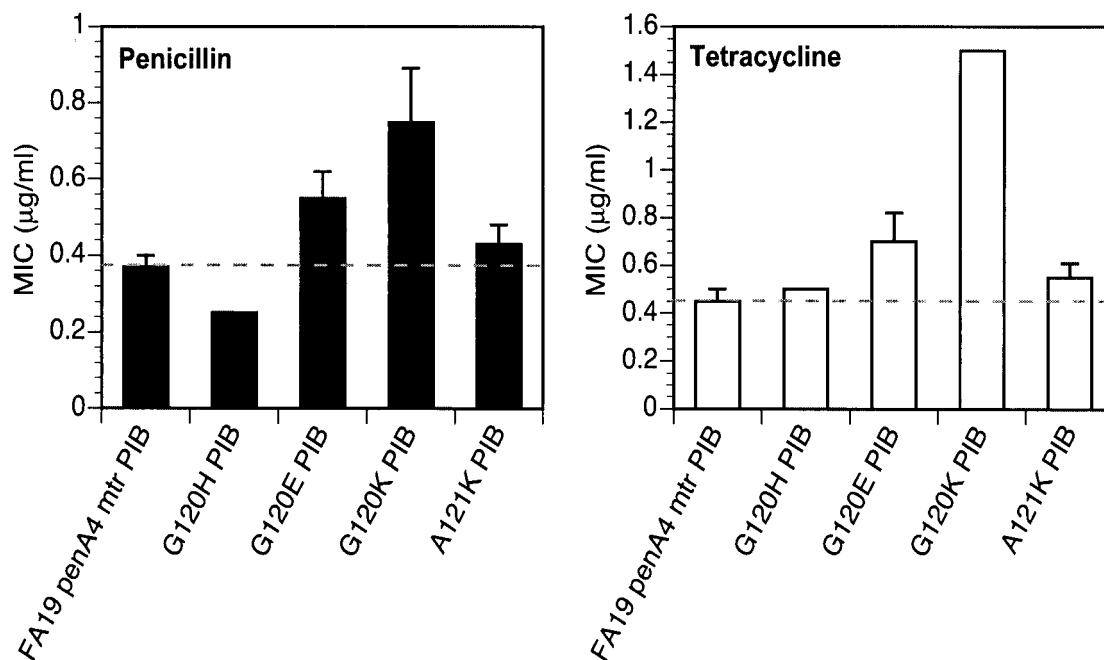 Penicillin
MIC (µg/ml)
1
0.8
0.6
0.4
0.2
0
FA19 penA4 mtr PIB
G120H PIB
G120E PIB
G120K PIB
A121K PIB
Tetracycline
MIC (µg/ml)
1.6
1.4
1.2
1
0.8
0.6
0.4
0.2
0
FA19 penA4 mtr PIB
G120H PIB
G120E PIB
G120K PIB
A121K PIB